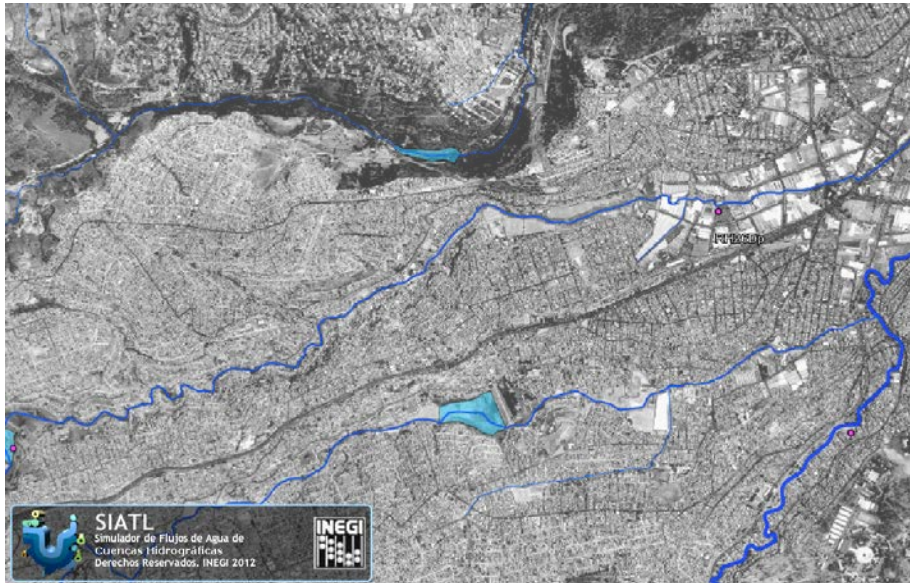 SIATL
Simulador de Flujos de Agua de
Cuencas Hidrográficas
Derechos Reservados, INEGI 2012
INEGI